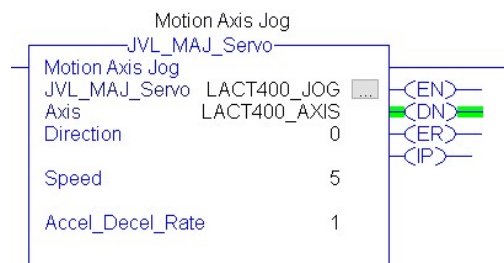 Motion Axis Jog
JVL_MAJ_Servo
Motion Axis Jog
JVL_MAJ_Servo LACT400_JOG ...
Axis LACT400_AXIS
Direction 0
Speed 5
Accel_Decel_Rate 1
EN
DN
ER
IP